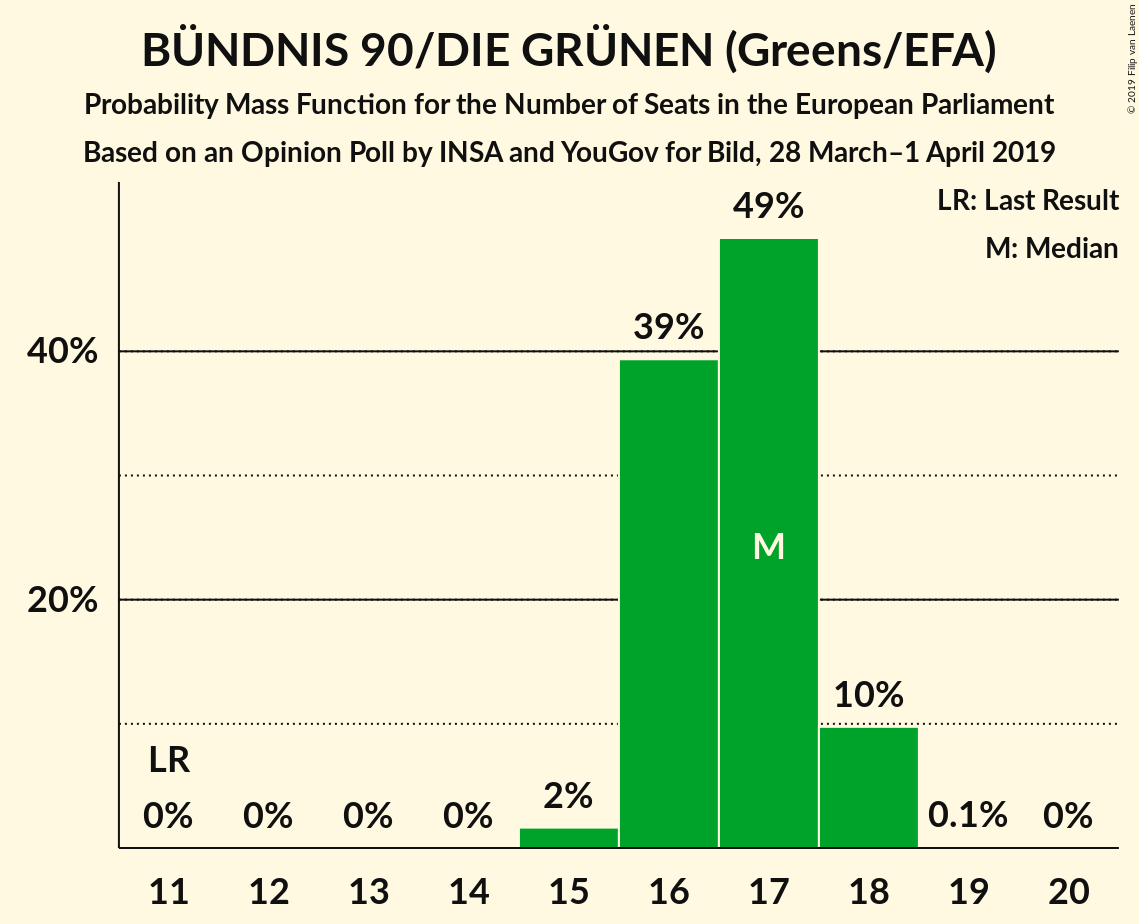 BÜNDNIS 90/DIE GRÜNEN (Greens/EFA)
Probability Mass Function for the Number of Seats in the European Parliament
Based on an Opinion Poll by INSA and YouGov for Bild, 28 March–1 April 2019
© 2019 Filip van Laenen
LR: Last Result
M: Median
49%
39%
40%
M
20%
10%
LR
2%
0% 0% 0% 0% 0.1% 0%
11 12 13 14 15 16 17 18 19 20